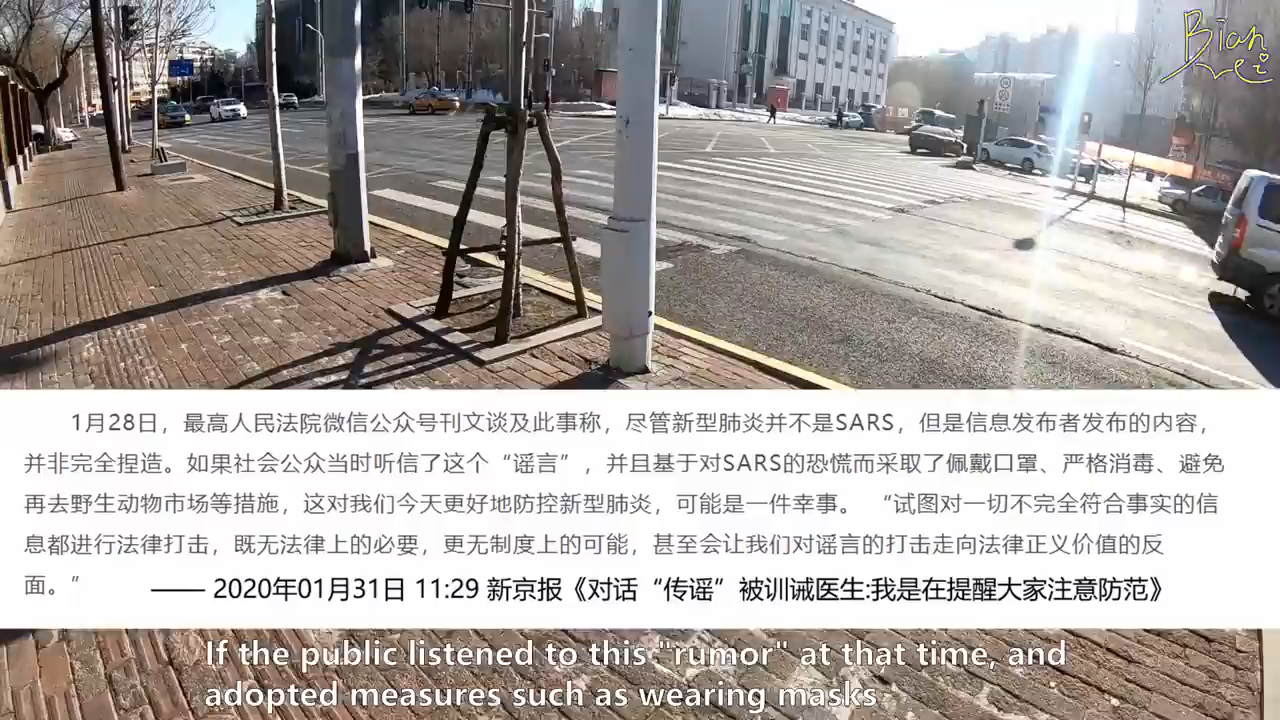 Bian
Wei
1月28日，最高人民法院微信公众号刊文谈及此事称，尽管新型肺炎并不是SARS，但是信息发布者发布的内容，
并非完全捏造。如果社会公众当时听信了这个“谣言”，并且基于对SARS的恐慌而采取了佩戴口罩、严格消毒、避免
再去野生动物市场等措施，这对我们今天更好地防控新型肺炎，可能是一件幸事。 “试图对一切不完全符合事实的信
息都进行法律打击，既无法律上的必要，更无制度上的可能，甚至会让我们对谣言的打击走向法律正义价值的反
面。”
—— 2020年01月31日 11:29 新京报《对话“传谣”被训诫医生:我是在提醒大家注意防范》
If the public listened to this "rumor" at that time, and
adopted measures such as wearing masks